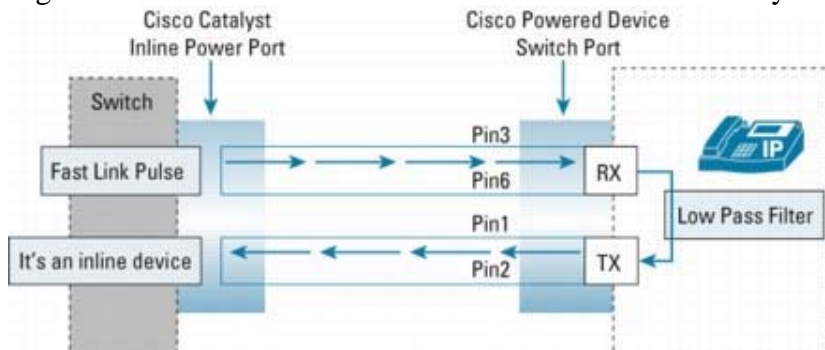 Cisco Catalyst
Inline Power Port
Cisco Powered Device
Switch Port
Switch
Pin3
Fast Link Pulse
RX
Pin6
IP
Low Pass Filter
Pin1
It's an inline device
TX
Pin2